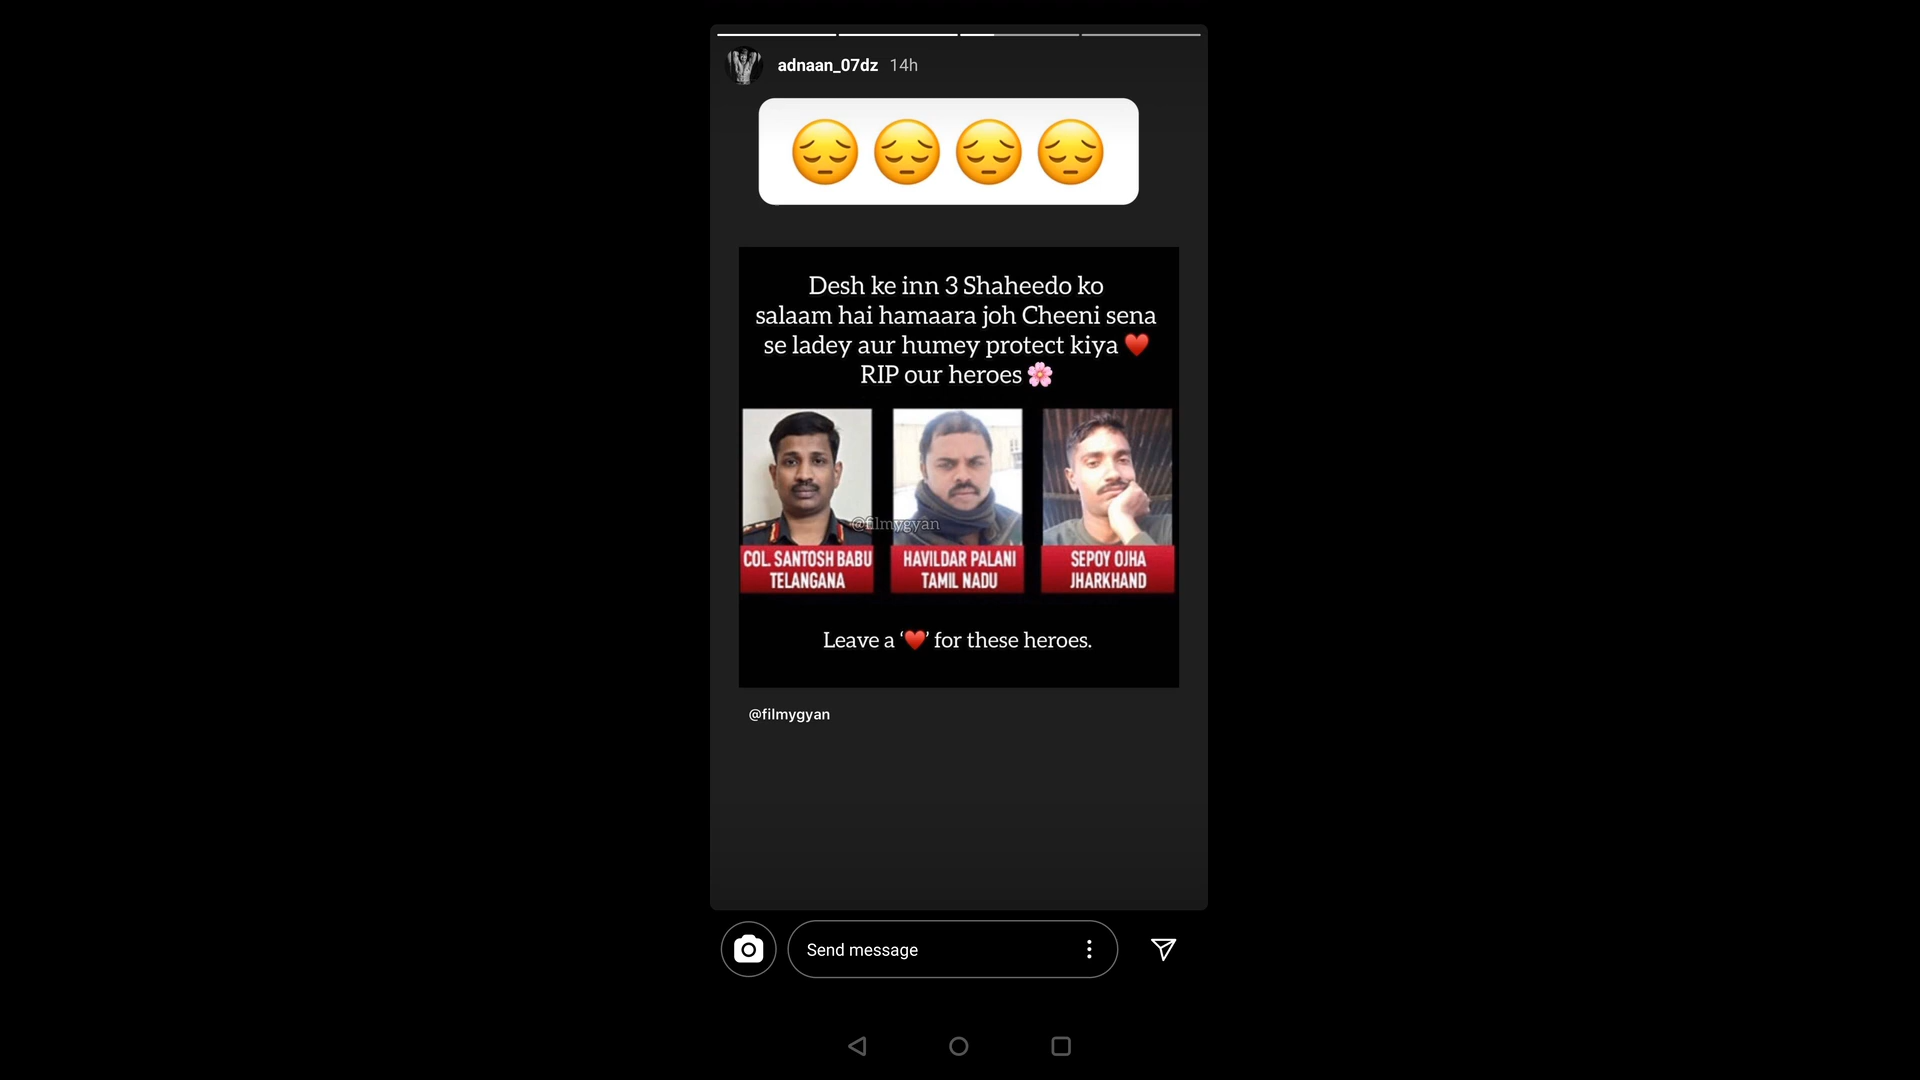 adnaan_07dz 14h
😔 😔 😔 😔
Desh ke inn 3 Shaheedo ko
salaam hai hamaara joh Cheeni sena
se ladey aur humey protect kiya ❤️
RIP our heroes 🌸
@filmygyan
COL. SANTOSH BABU
TELANGANA
HAVILDAR PALANI
TAMIL NADU
SEPOY OJHA
JHARKHAND
Leave a ‘❤️’ for these heroes.
@filmygyan
Send message